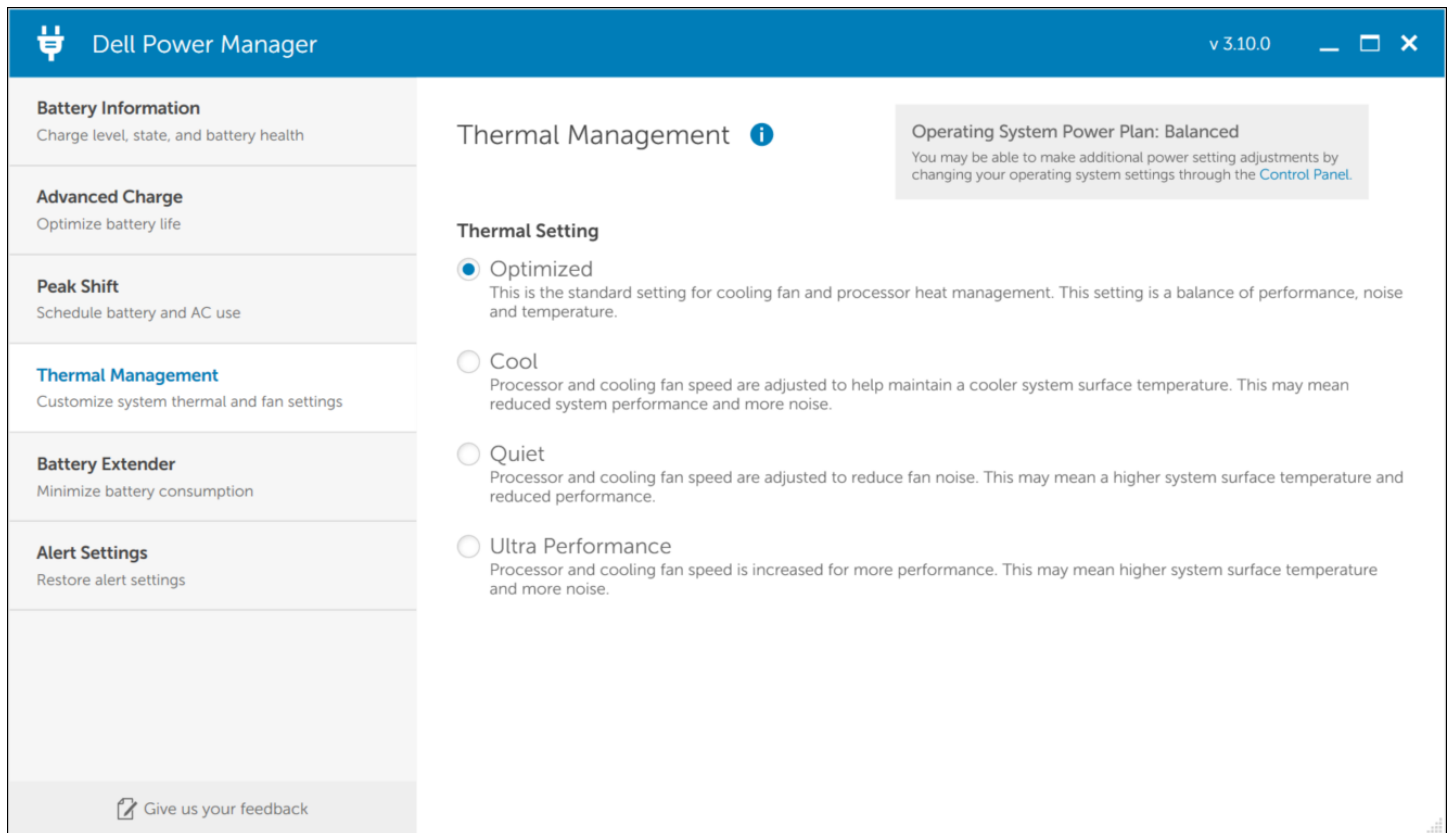 Dell Power Manager
v 3.10.0
Battery Information
Charge level, state, and battery health
Advanced Charge
Optimize battery life
Peak Shift
Schedule battery and AC use
Thermal Management
Customize system thermal and fan settings
Battery Extender
Minimize battery consumption
Alert Settings
Restore alert settings
Give us your feedback
Thermal Management
Operating System Power Plan: Balanced
You may be able to make additional power setting adjustments by
changing your operating system settings through the Control Panel.
Thermal Setting
Optimized
This is the standard setting for cooling fan and processor heat management. This setting is a balance of performance, noise
and temperature.
Cool
Processor and cooling fan speed are adjusted to help maintain a cooler system surface temperature. This may mean
reduced system performance and more noise.
Quiet
Processor and cooling fan speed are adjusted to reduce fan noise. This may mean a higher system surface temperature and
reduced performance.
Ultra Performance
Processor and cooling fan speed is increased for more performance. This may mean higher system surface temperature
and more noise.